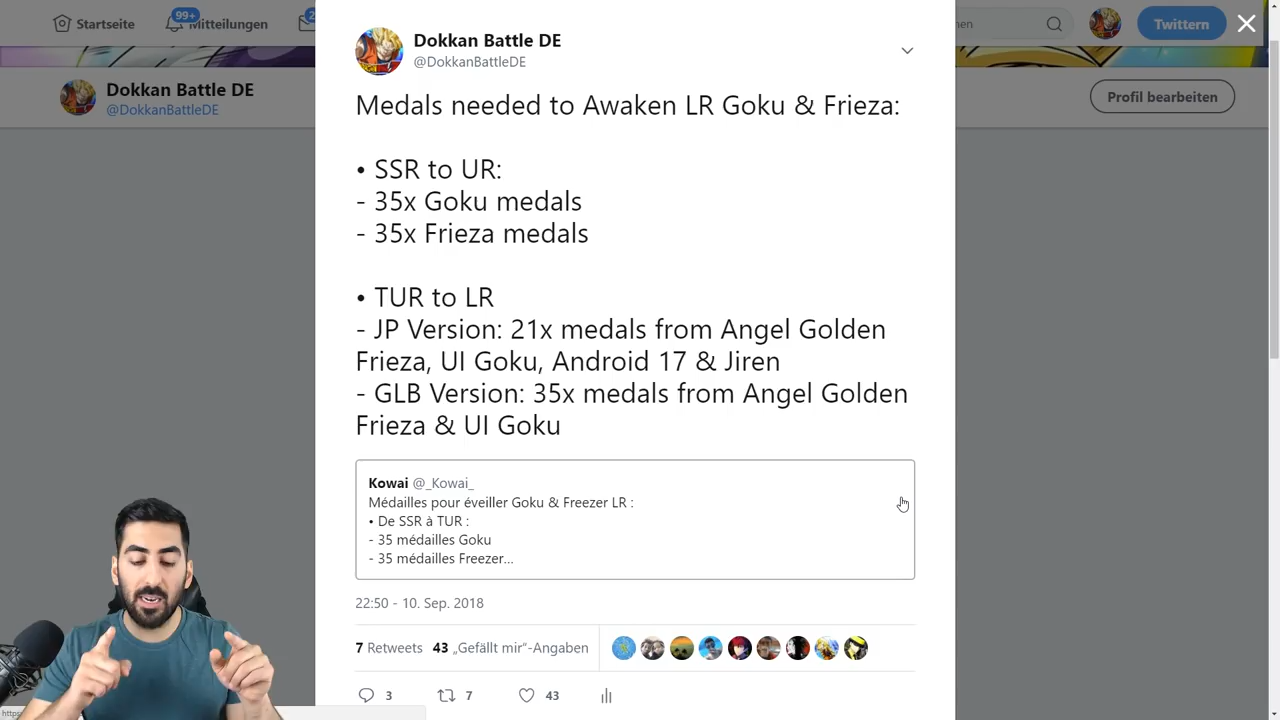 Startseite
99+
Mitteilungen
2
nen
Twittern
Dokkan Battle DE
@DokkanBattleDE
Profil bearbeiten
Dokkan Battle DE
@DokkanBattleDE
Medals needed to Awaken LR Goku & Frieza:
• SSR to UR:
- 35x Goku medals
- 35x Frieza medals
• TUR to LR
- JP Version: 21x medals from Angel Golden
Frieza, UI Goku, Android 17 & Jiren
- GLB Version: 35x medals from Angel Golden
Frieza & UI Goku
Kowai @_Kowai_
Médailles pour éveiller Goku & Freezer LR :
• De SSR à TUR :
- 35 médailles Goku
- 35 médailles Freezer...
22:50 - 10. Sep. 2018
7 Retweets 43 „Gefällt mir“-Angaben
3 7 43